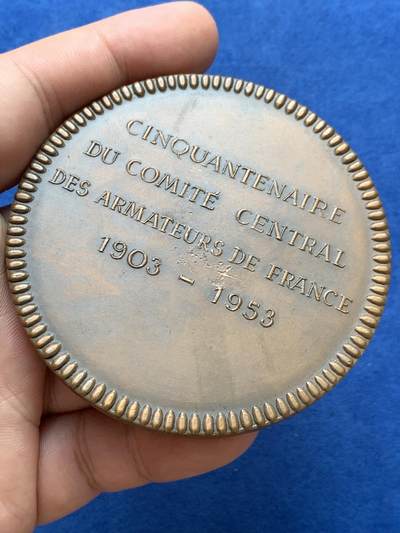 CINQUANTENAIRE
DU COMITÉ CENTRAL
DES ARMATEURS DE FRANCE
1903 - 1953